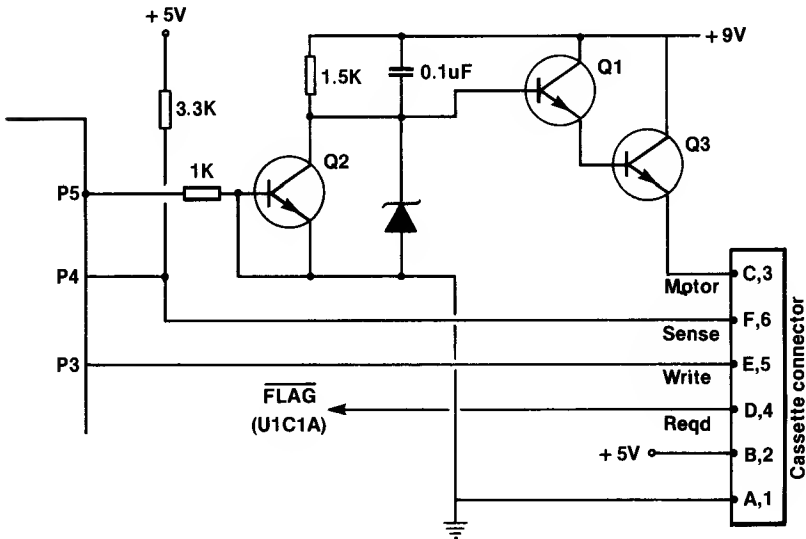 + 5V
+ 9V
1.5K
0.1uF
Q1
3.3K
Q3
1K
Q2
P5
P4
Motor
C,3
Sense
F,6
P3
Write
E,5
FLAG
(U1C1A)
Reqd
D,4
+ 5V
B,2
A,1
Cassette connector